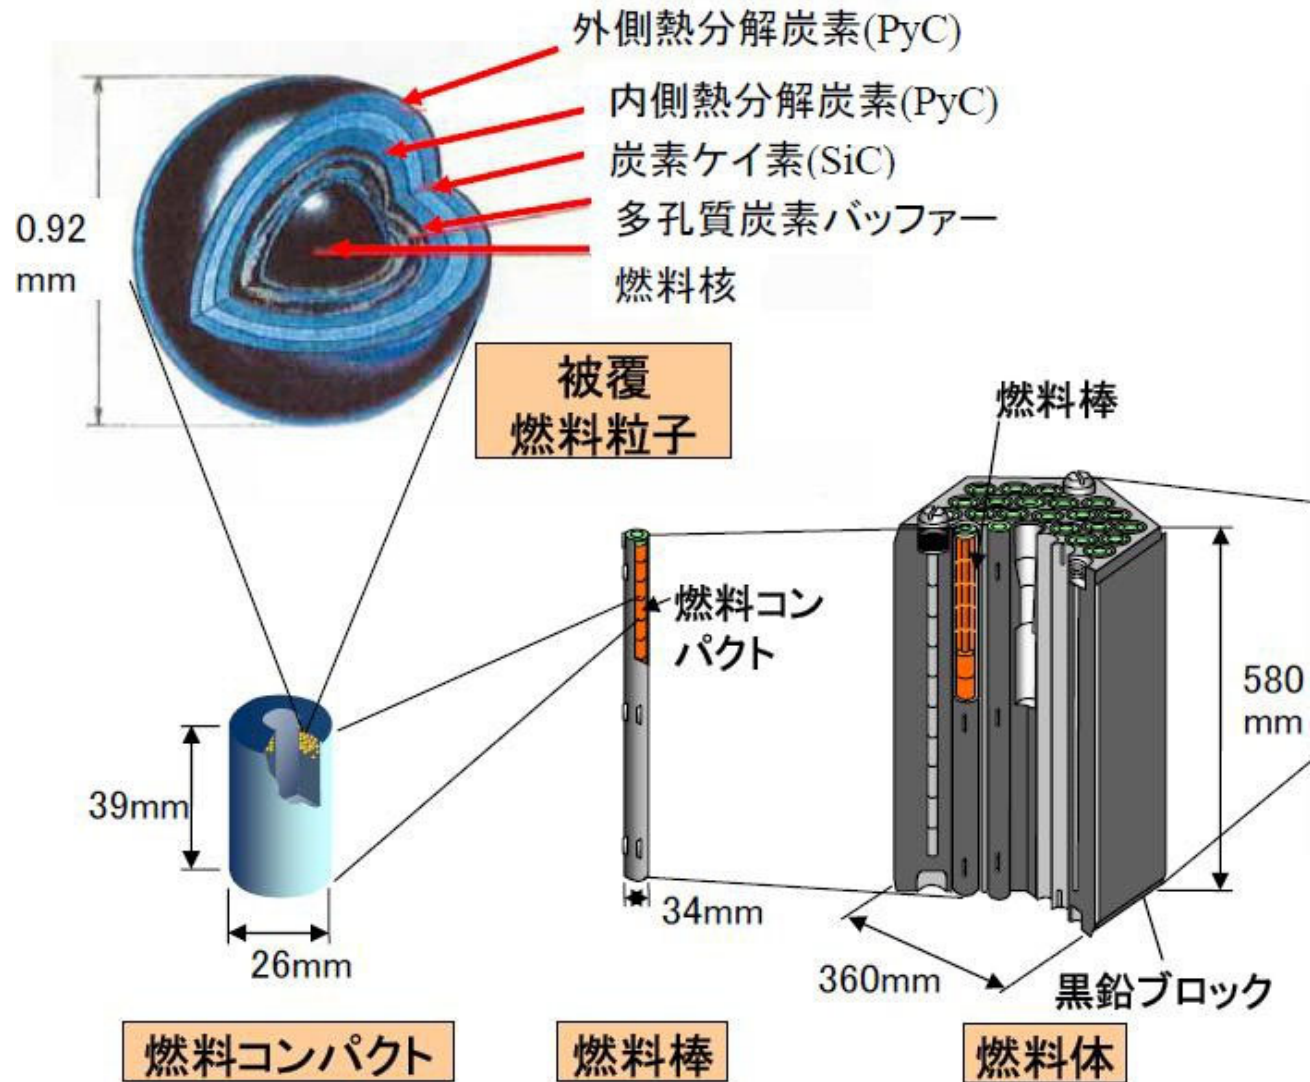 外側熱分解炭素(PyC)
内側熱分解炭素(PyC)
炭素ケイ素(SiC)
多孔質炭素バッファー
燃料核
0.92
mm
被覆
燃料粒子
燃料棒
燃料コン
パクト
580
mm
39mm
26mm
34mm
360mm
黒鉛ブロック
燃料コンパクト
燃料棒
燃料体